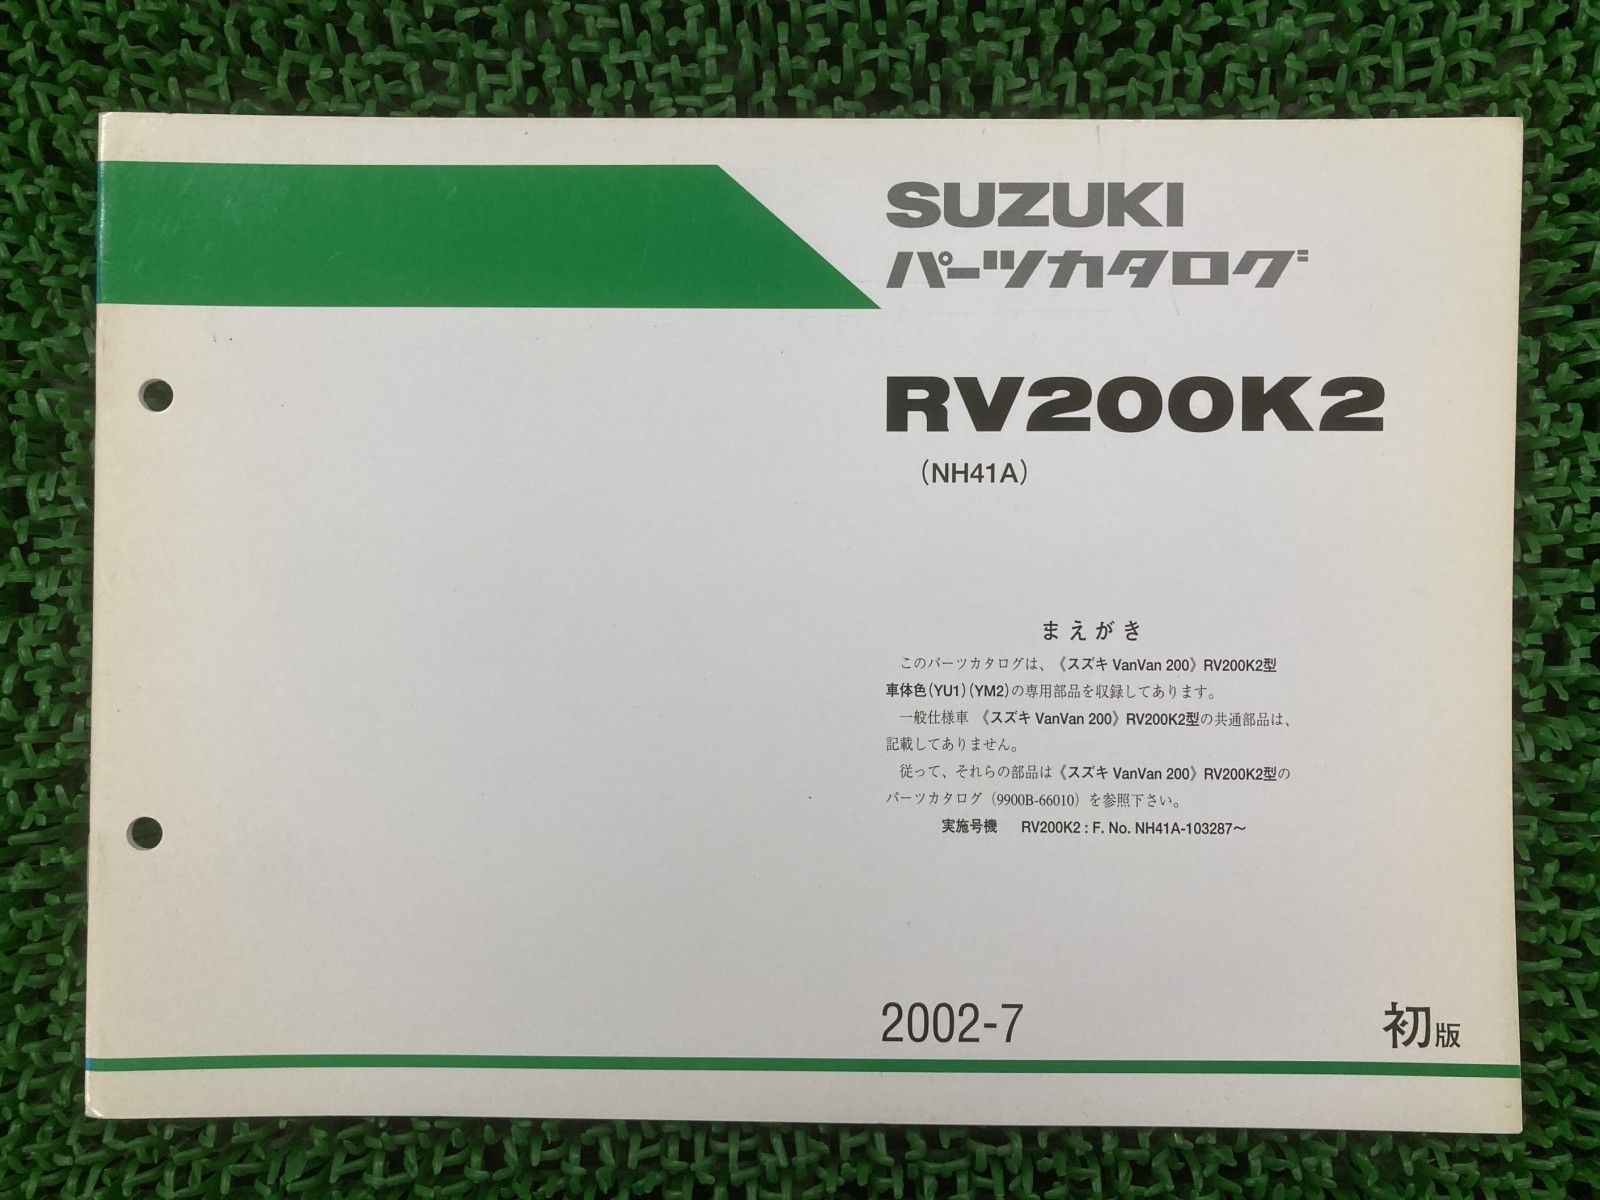 SUZUKI
パーツカタログ
RV200K2
（NH41A）
まえがき
このパーツカタログは、《スズキ VanVan 200》RV200K2型
車体色（YU1）（YM2）の専用部品を収録してあります。
一般仕様車 《スズキ VanVan 200》RV200K2型の共通部品は、
記載してありません。
従って、それらの部品は《スズキ VanVan 200》RV200K2型の
パーツカタログ（9900B-66010）を参照下さい。
実施号機 RV200K2 : F. No. NH41A-103287〜
2002-7
初版